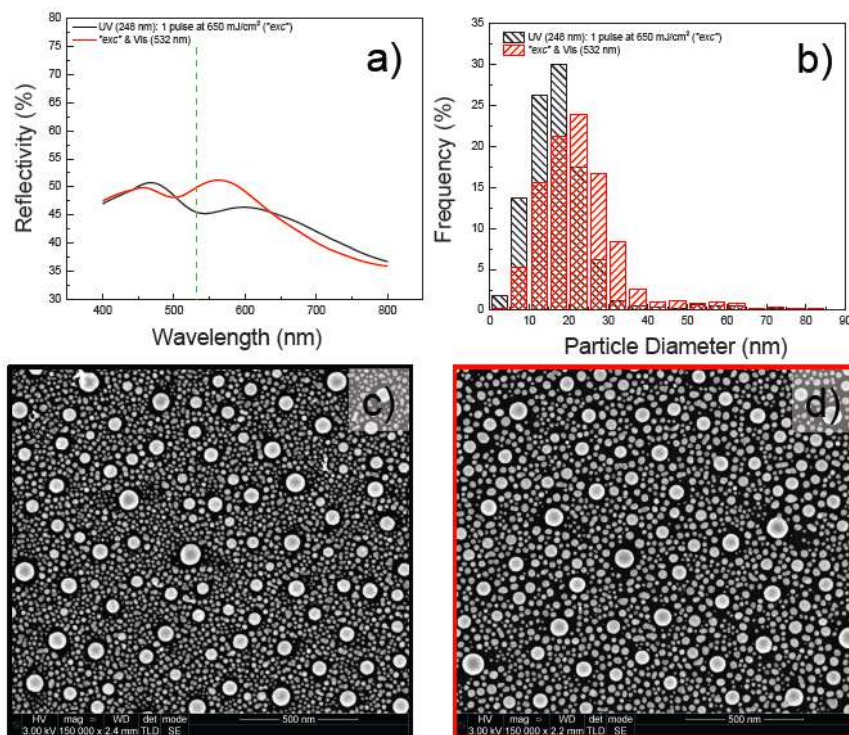 UV (248 nm): 1 pulse at 650 mJ/cm² ("exc")
"exc" & Vis (532 nm)
a)
80
75
70
65
60
55
50
45
40
35
30
400 500 600 700 800
Reflectivity (%)
Wavelength (nm)
UV (248 nm): 1 pulse at 650 mJ/cm² ("exc")
"exc" & Vis (532 nm)
b)
35
30
25
20
15
10
5
0
0 10 20 30 40 50 60 70 80 90
Frequency (%)
Particle Diameter (nm)
c)
HV mag WD det mode
3.00 kV 150 000 x 2.4 mm TLD SE
500 nm
d)
HV mag WD det mode
3.00 kV 150 000 x 2.2 mm TLD SE
500 nm